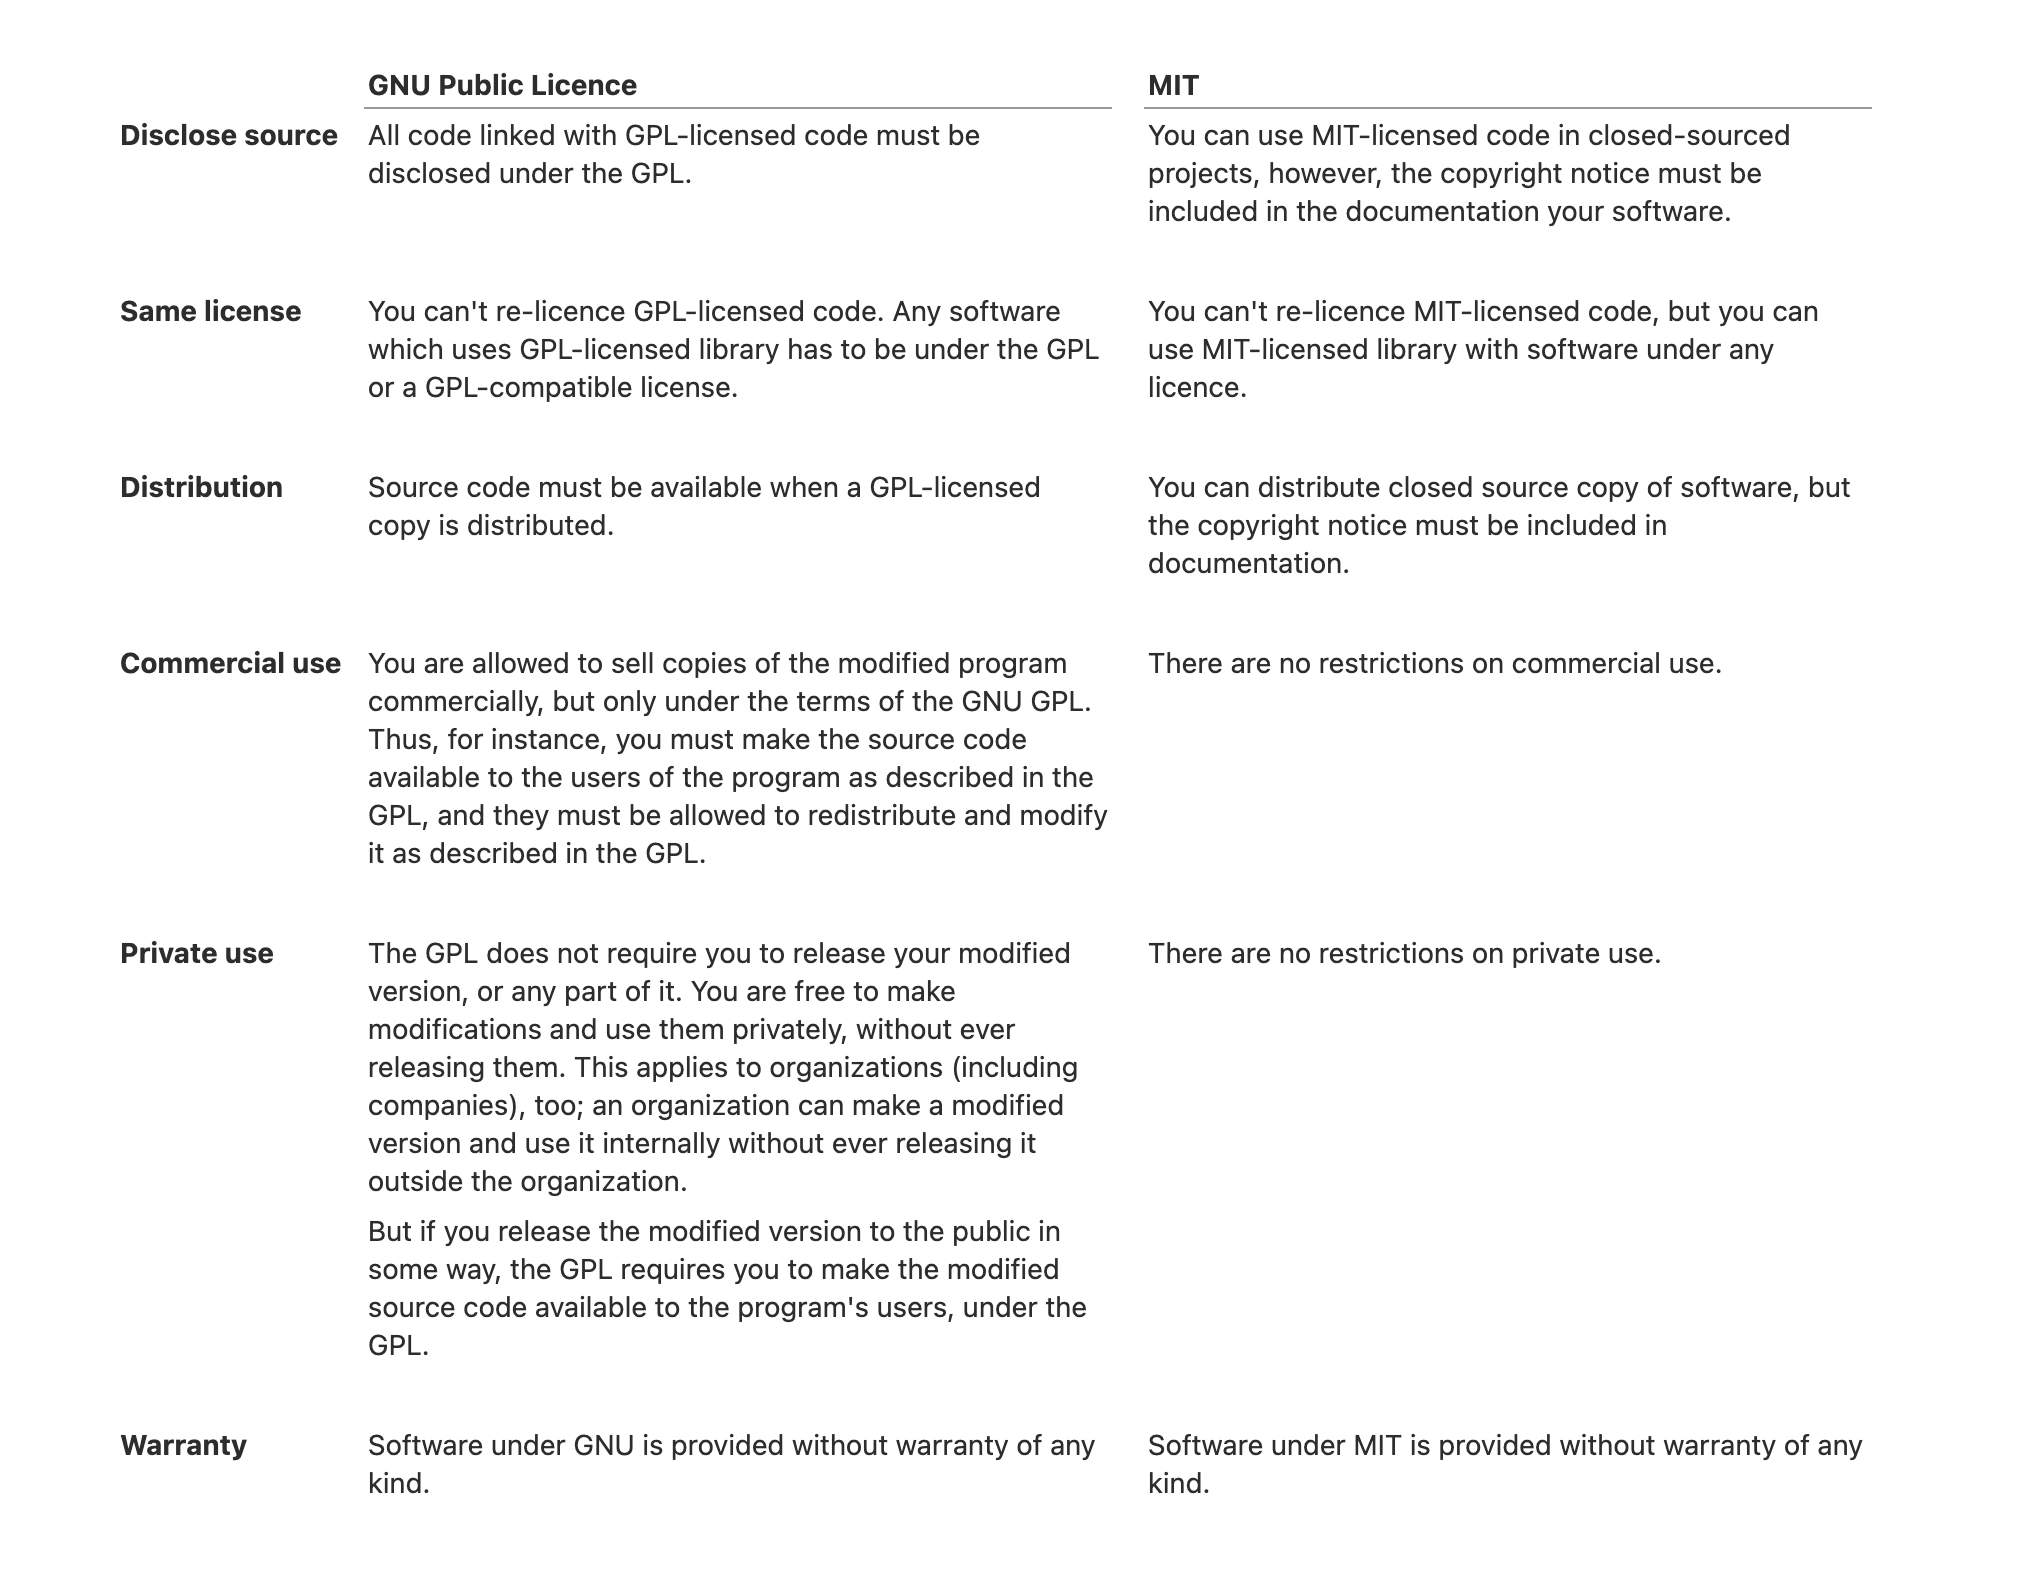 GNU Public Licence
MIT
Disclose source
All code linked with GPL-licensed code must be
disclosed under the GPL.
You can use MIT-licensed code in closed-sourced
projects, however, the copyright notice must be
included in the documentation your software.
Same license
You can't re-licence GPL-licensed code. Any software
which uses GPL-licensed library has to be under the GPL
or a GPL-compatible license.
You can't re-licence MIT-licensed code, but you can
use MIT-licensed library with software under any
licence.
Distribution
Source code must be available when a GPL-licensed
copy is distributed.
You can distribute closed source copy of software, but
the copyright notice must be included in
documentation.
Commercial use
You are allowed to sell copies of the modified program
commercially, but only under the terms of the GNU GPL.
Thus, for instance, you must make the source code
available to the users of the program as described in the
GPL, and they must be allowed to redistribute and modify
it as described in the GPL.
There are no restrictions on commercial use.
Private use
The GPL does not require you to release your modified
version, or any part of it. You are free to make
modifications and use them privately, without ever
releasing them. This applies to organizations (including
companies), too; an organization can make a modified
version and use it internally without ever releasing it
outside the organization.
But if you release the modified version to the public in
some way, the GPL requires you to make the modified
source code available to the program's users, under the
GPL.
There are no restrictions on private use.
Warranty
Software under GNU is provided without warranty of any
kind.
Software under MIT is provided without warranty of any
kind.